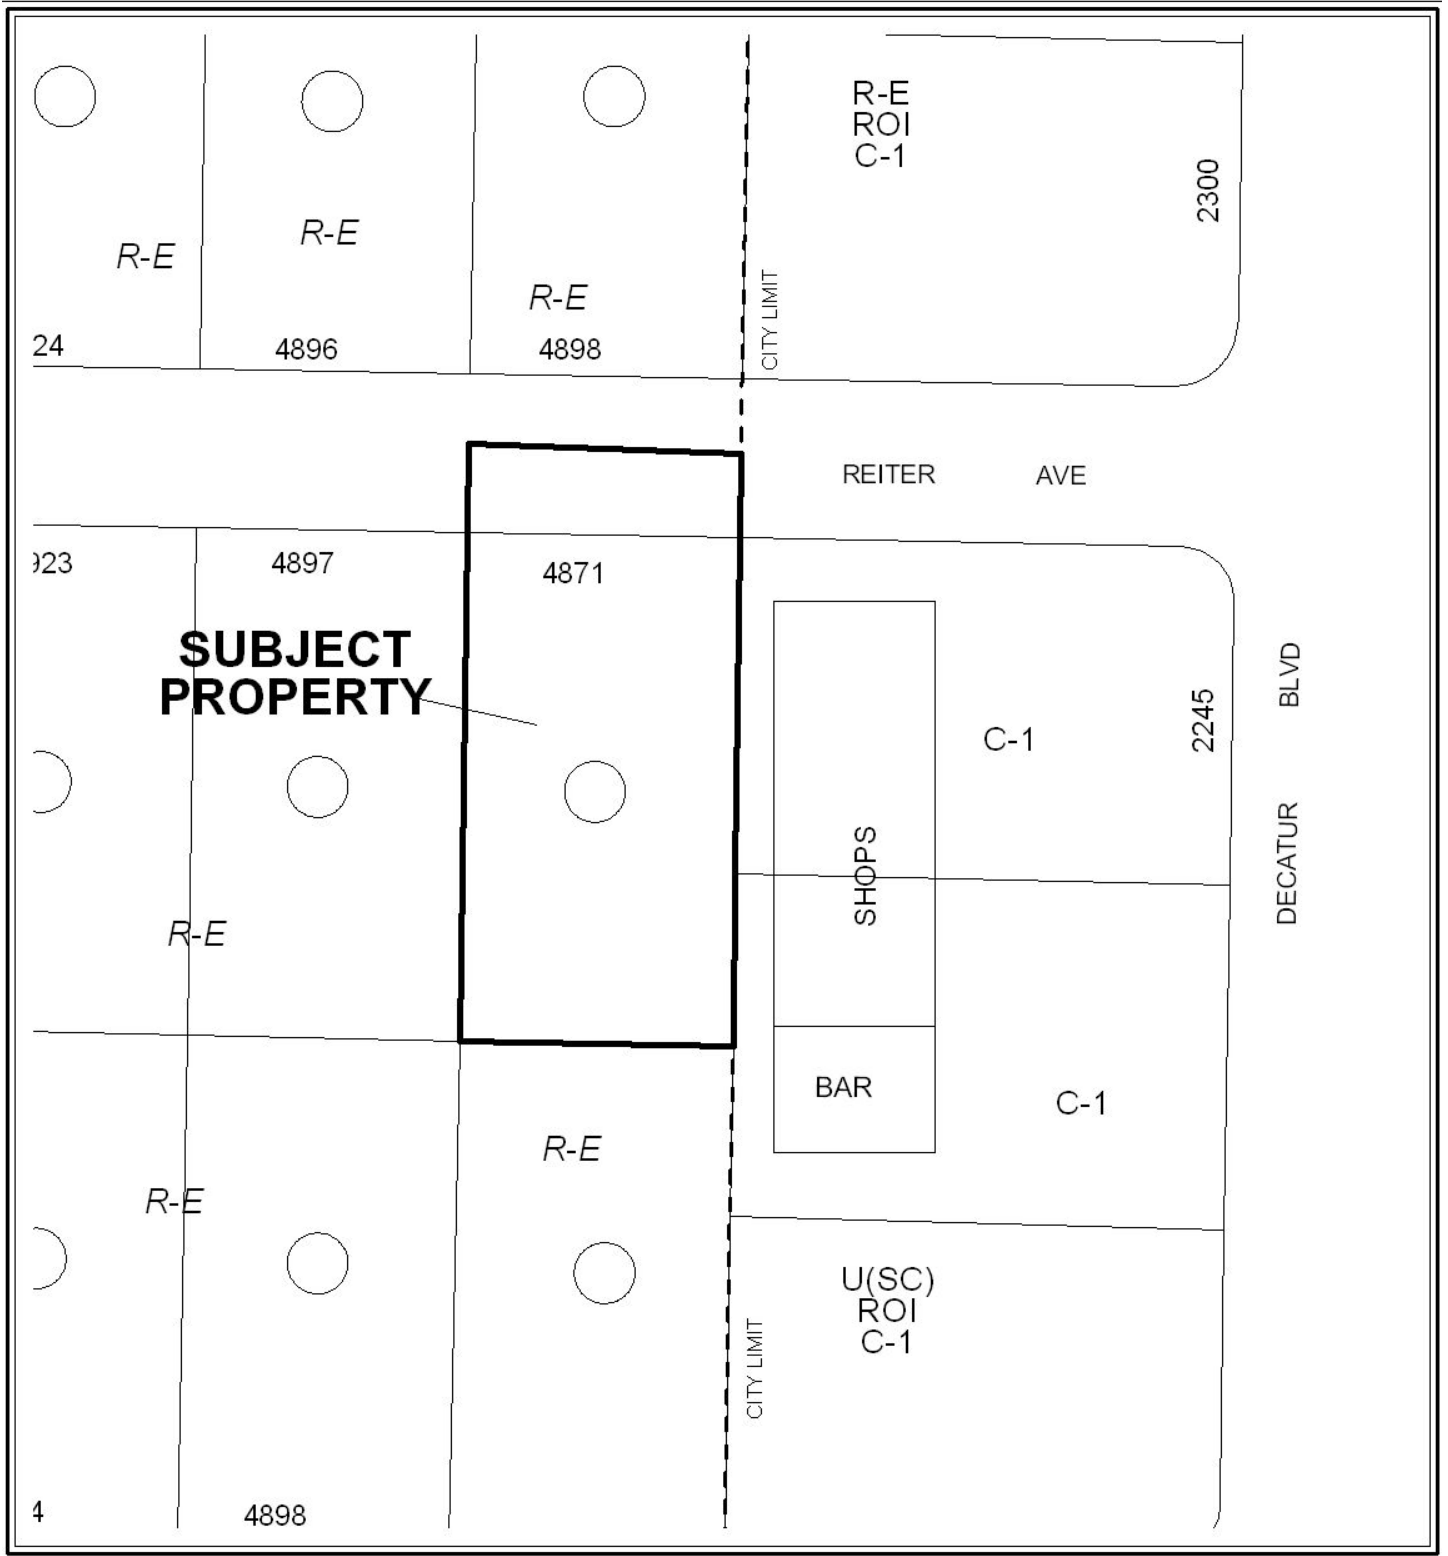 R-E
ROI
C-1
2300
R-E
R-E
R-E
CITY LIMIT
24
4896
4898
REITER AVE
923
4897
4871
SUBJECT
PROPERTY
C-1
2245
DECATUR BLVD
SHOPS
R-E
BAR
C-1
R-E
R-E
U(SC)
ROI
C-1
CITY LIMIT
4
4898